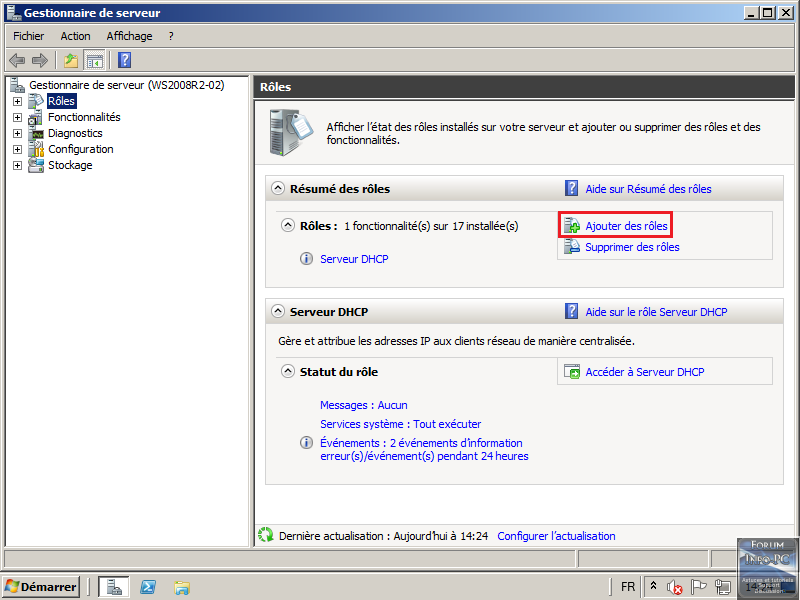 Gestionnaire de serveur
Fichier Action Affichage ?
Gestionnaire de serveur (WS2008R2-02)
Rôles
Fonctionnalités
Diagnostics
Configuration
Stockage
Rôles
Afficher l'état des rôles installés sur votre serveur et ajouter ou supprimer des rôles et des
fonctionnalités.
Résumé des rôles
Aide sur Résumé des rôles
Rôles : 1 fonctionnalité(s) sur 17 installée(s)
Ajouter des rôles
Supprimer des rôles
Serveur DHCP
Serveur DHCP
Aide sur le rôle Serveur DHCP
Gère et attribue les adresses IP aux clients réseau de manière centralisée.
Statut du rôle
Accéder à Serveur DHCP
Messages : Aucun
Services système : Tout exécuter
Événements : 2 événements d'information
erreur(s)/événement(s) pendant 24 heures
Dernière actualisation : Aujourd'hui à 14:24 Configurer l'actualisation
Démarrer
FR
Forum
Info PC
Astuces et tutoriels
Support